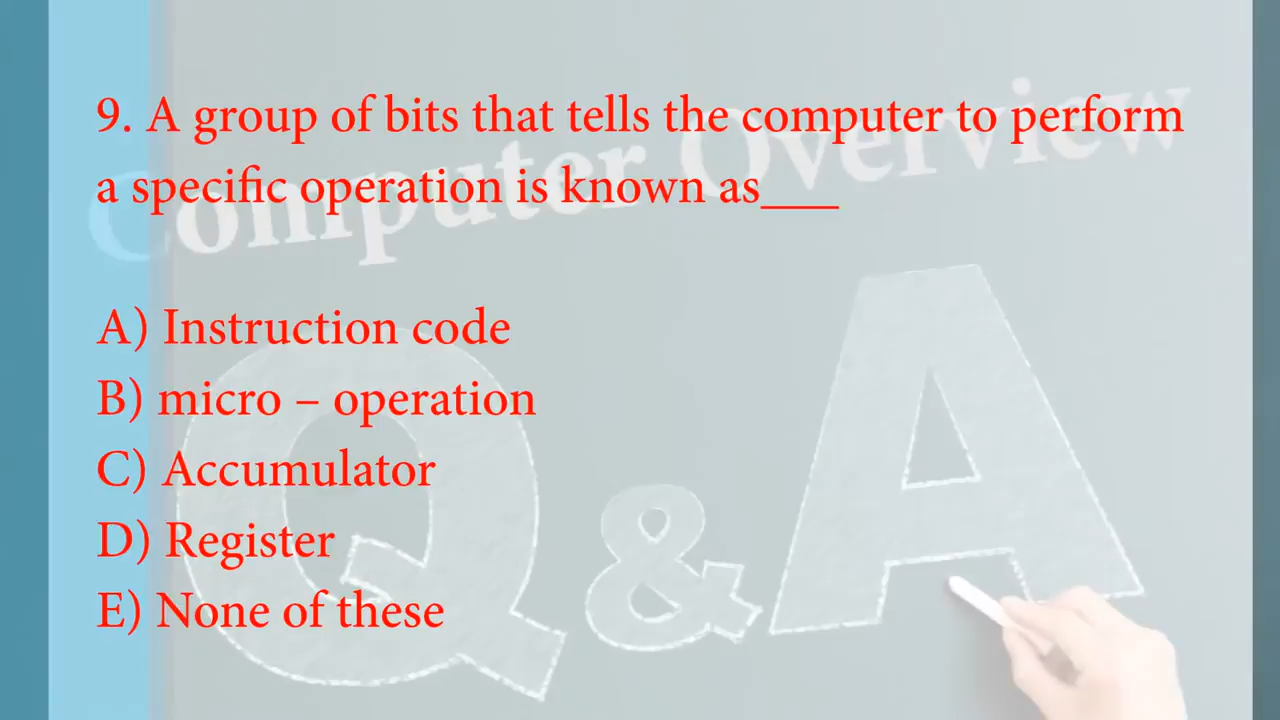 9. A group of bits that tells the computer to perform
a specific operation is known as___
A) Instruction code
B) micro – operation
C) Accumulator
D) Register
E) None of these
Computer Overview
Q & A